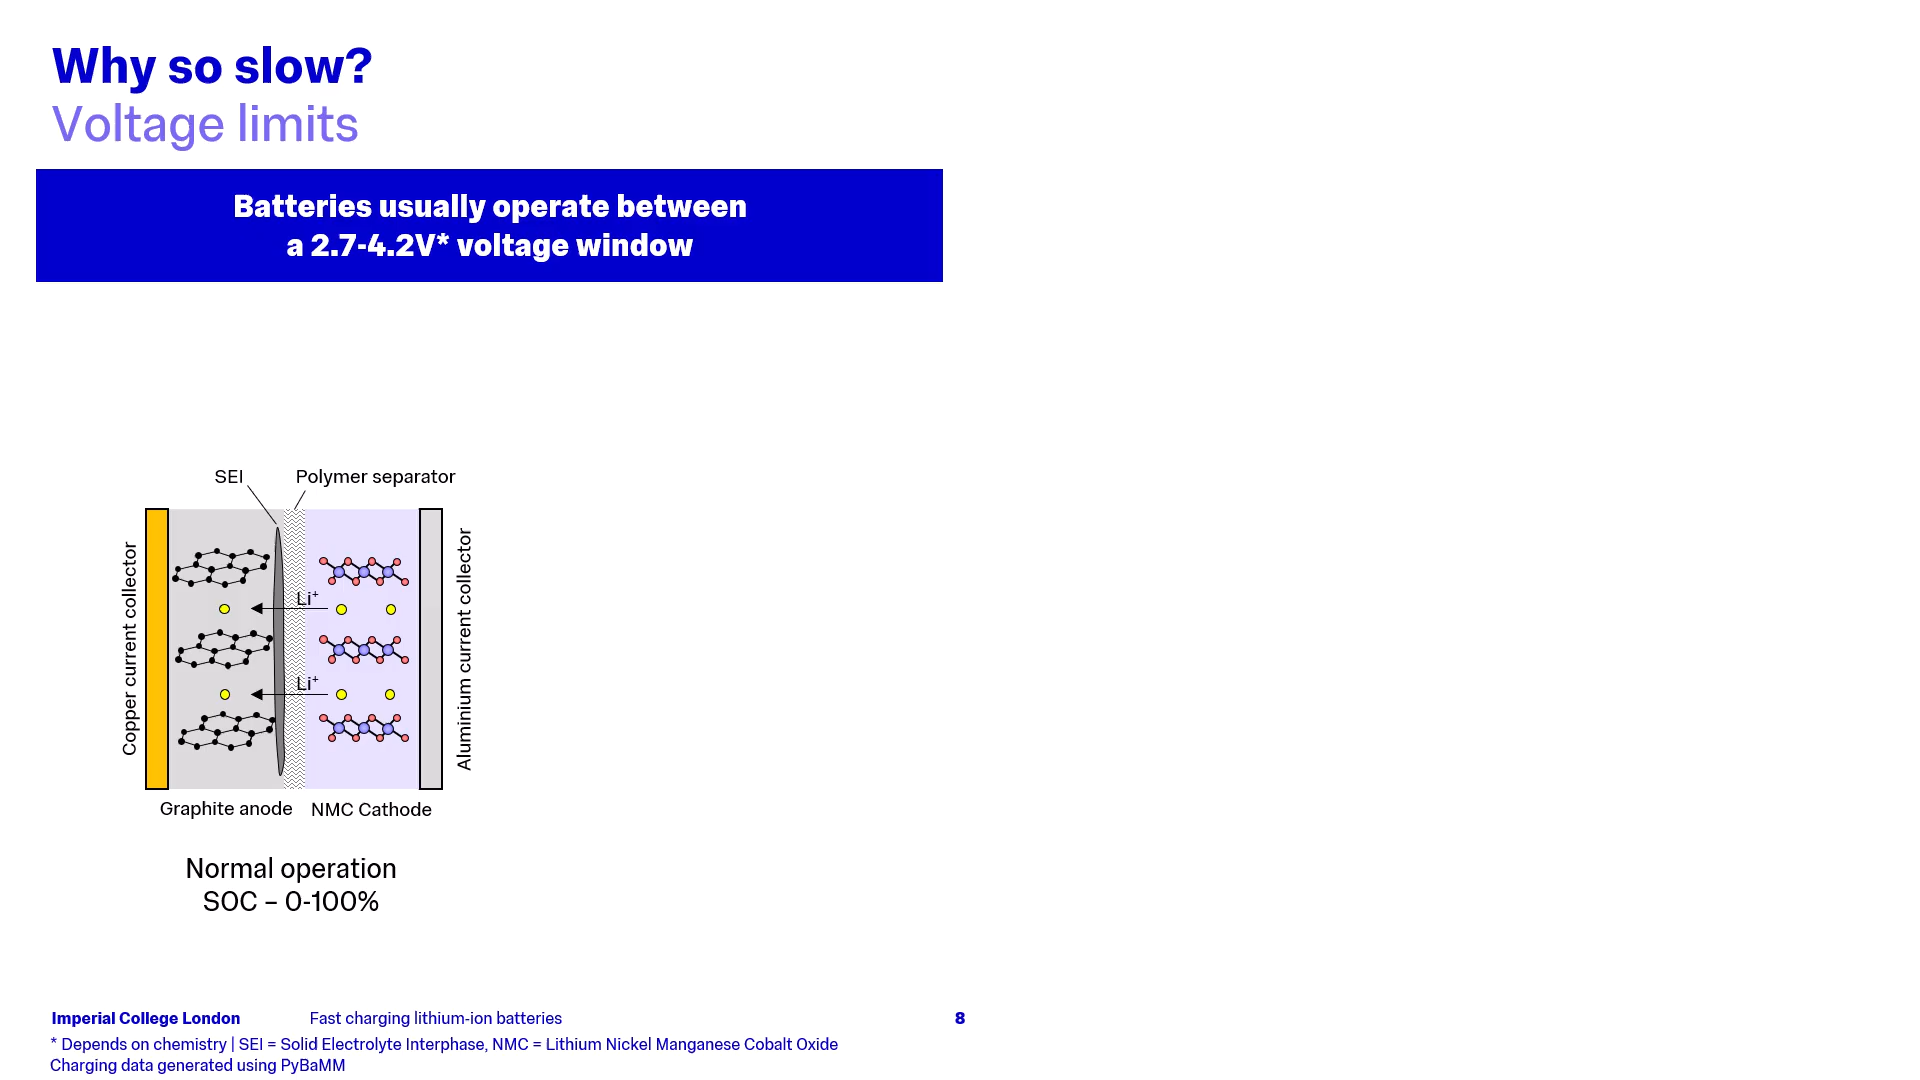 Why so slow?
Voltage limits
Batteries usually operate between
a 2.7-4.2V* voltage window
SEI
Polymer separator
Copper current collector
Li⁺
Li⁺
Aluminium current collector
Graphite anode
NMC Cathode
Normal operation
SOC – 0-100%
Imperial College London
Fast charging lithium-ion batteries
8
* Depends on chemistry | SEI = Solid Electrolyte Interphase, NMC = Lithium Nickel Manganese Cobalt Oxide
Charging data generated using PyBaMM